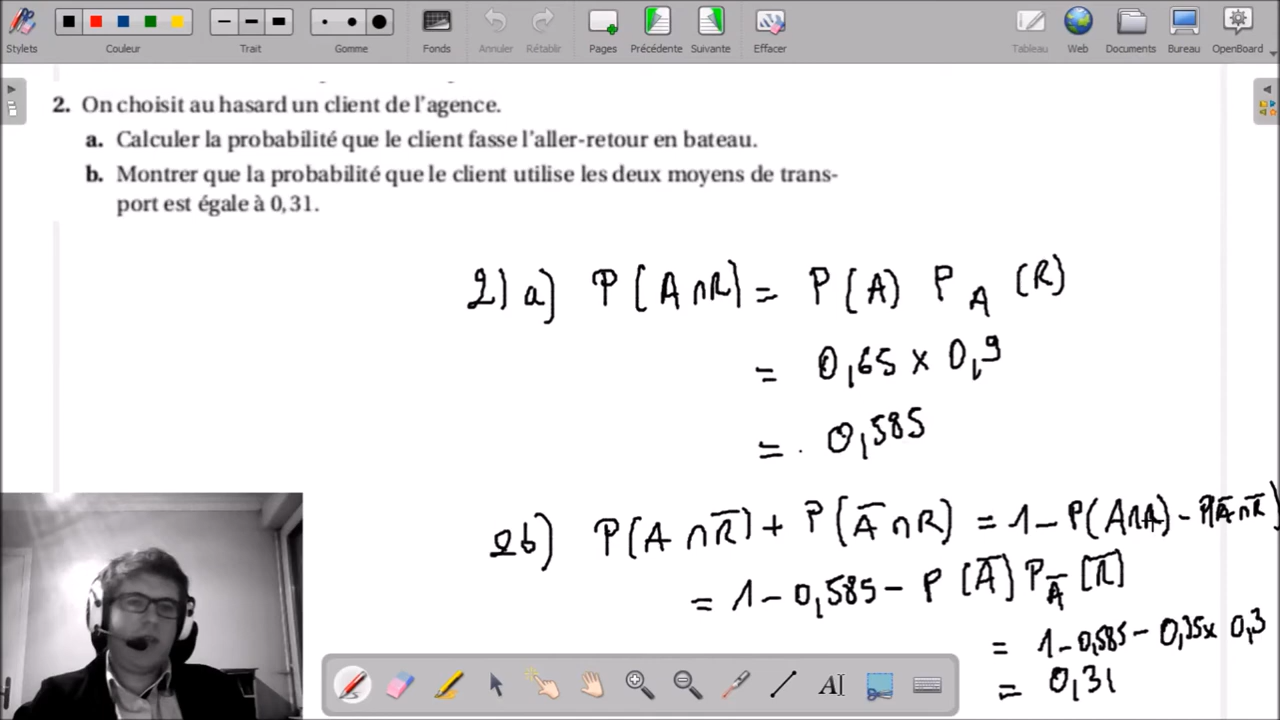 Stylets Couleur Trait Gomme Fonds Annuler Rétablir Pages Précédente Suivante Effacer Tableau Web Documents Bureau OpenBoard
2. On choisit au hasard un client de l'agence.
a. Calculer la probabilité que le client fasse l'aller-retour en bateau.
b. Montrer que la probabilité que le client utilise les deux moyens de trans-
port est égale à 0,31.
2) a) P(A∩R) = P(A) P_A (R)
= 0,65 × 0,9
= 0,585
2b) P(A∩R̅) + P(A̅∩R) = 1 - P(A∩A) - P(A̅∩R̅)
= 1 - 0,585 - P(A̅) P_A̅ (R̅)
= 1 - 0,585 - 0,35 × 0,3
= 0,31